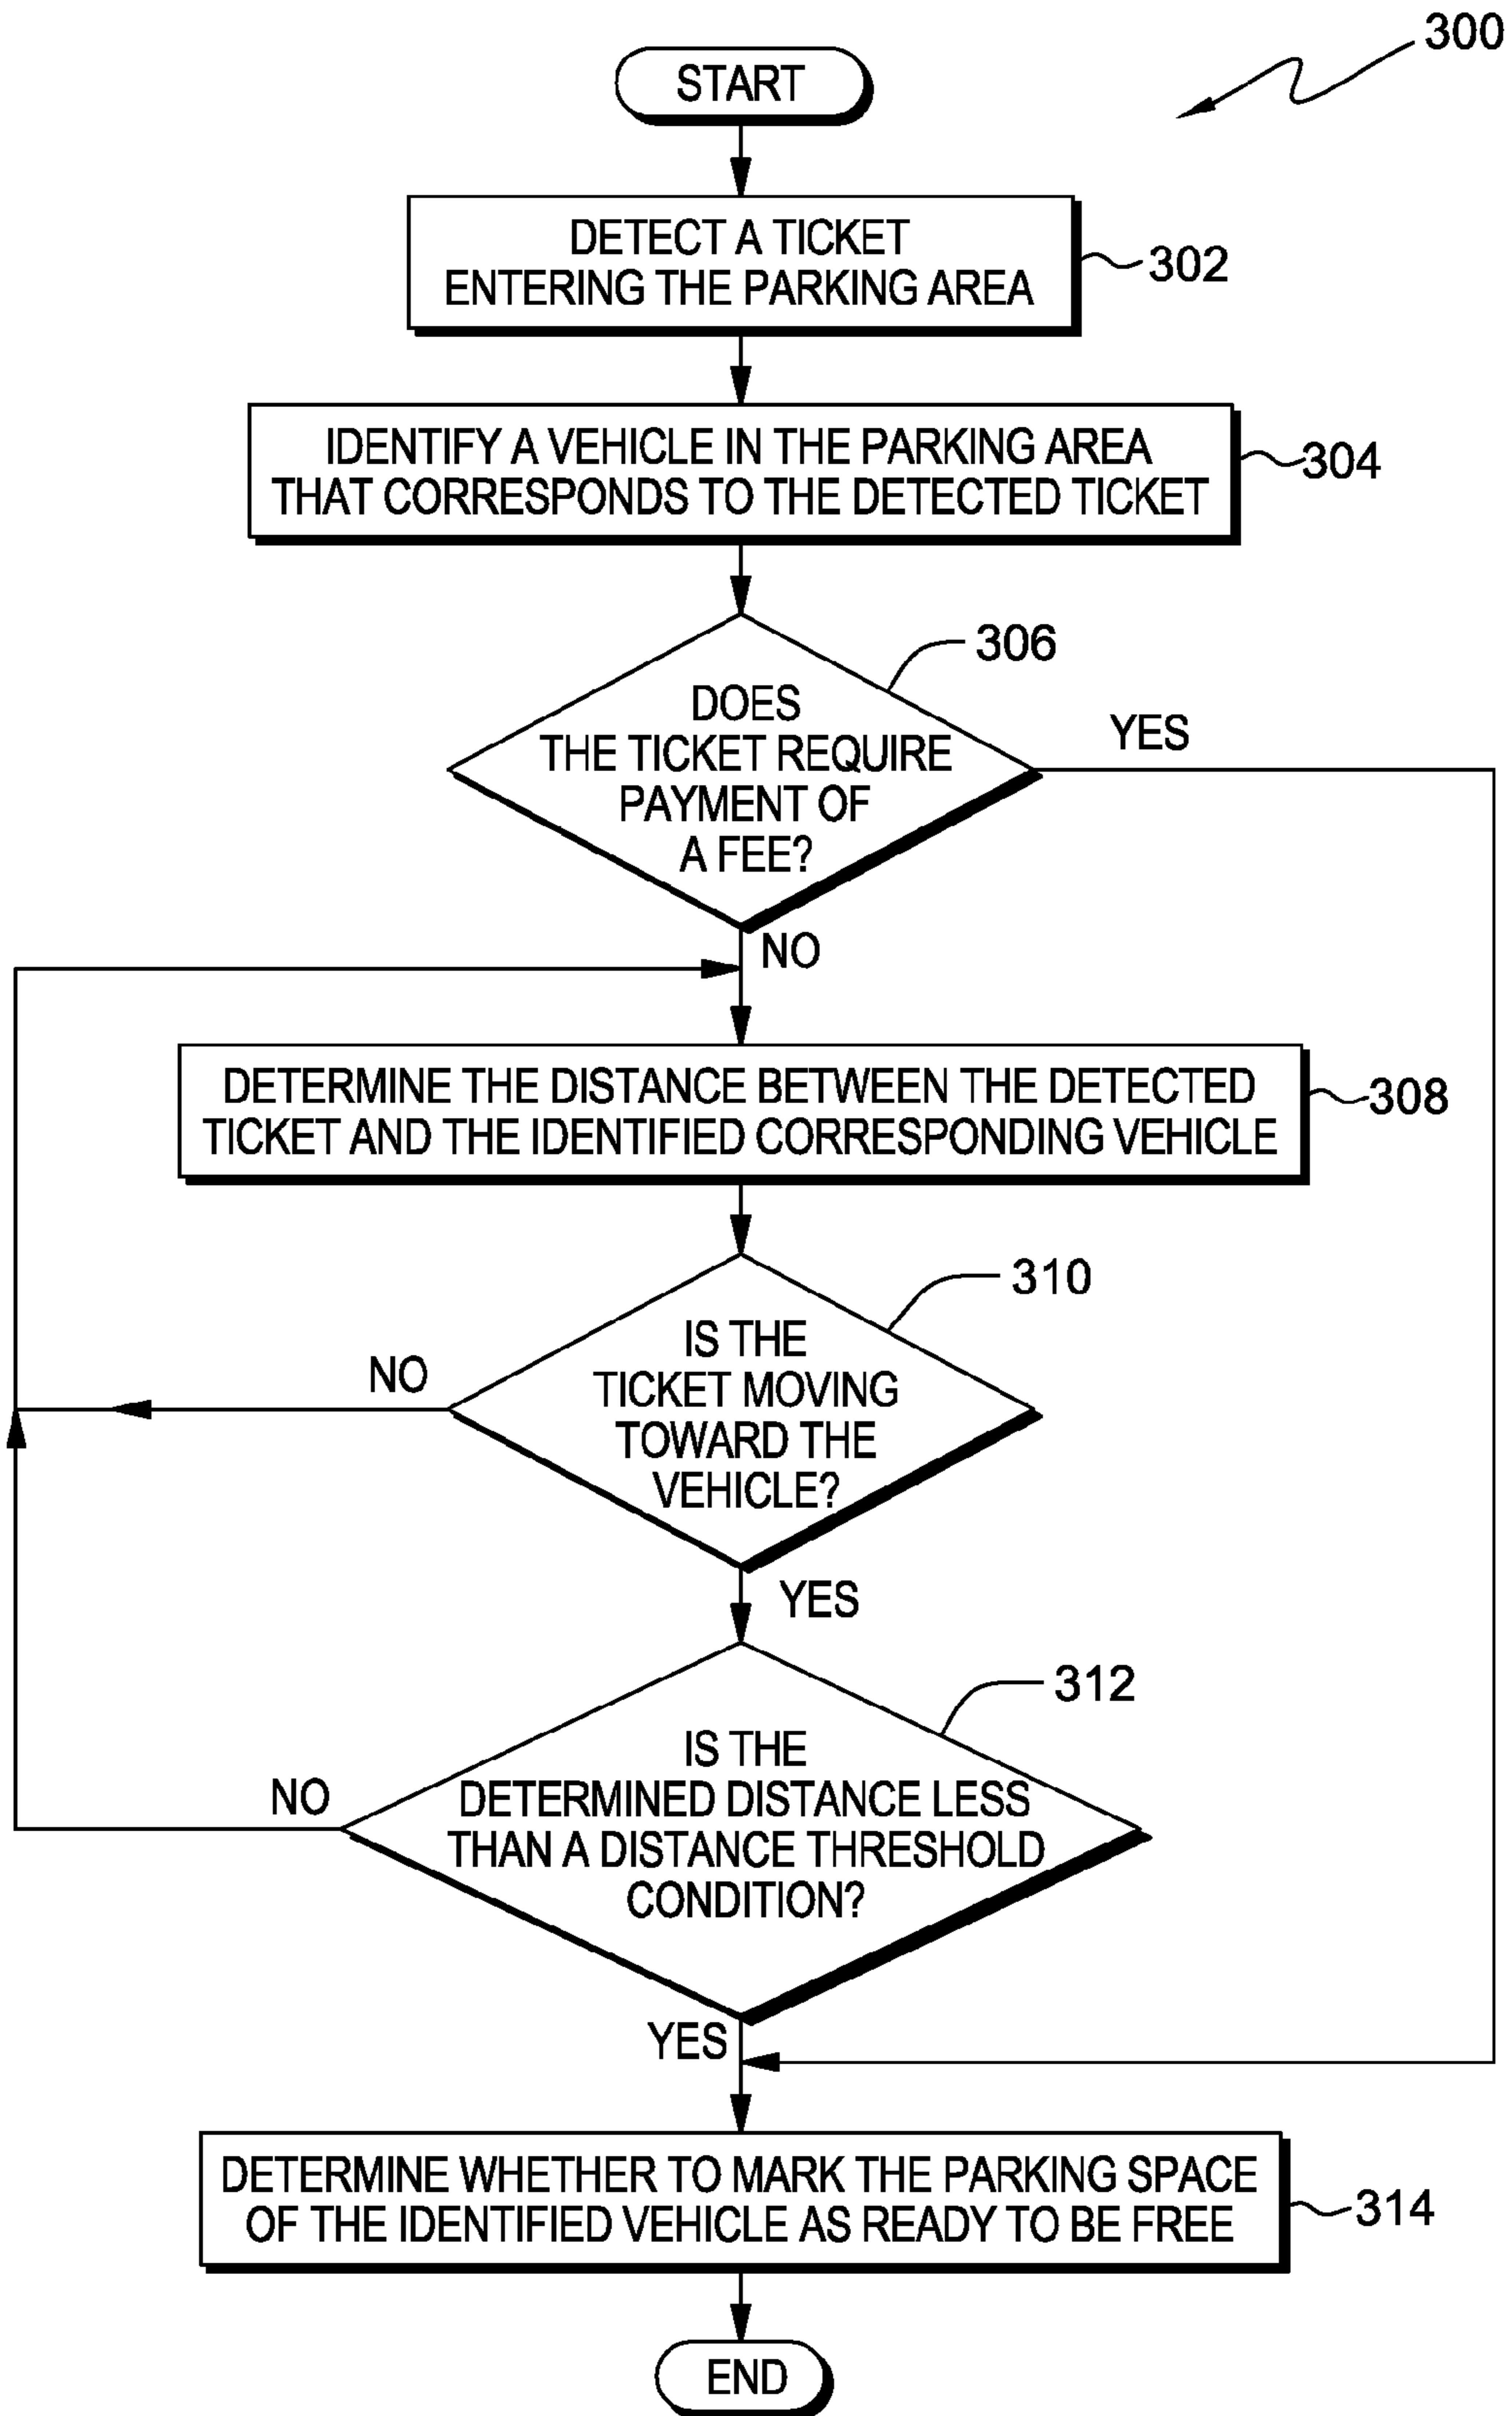 300
START
DETECT A TICKET
ENTERING THE PARKING AREA
302
IDENTIFY A VEHICLE IN THE PARKING AREA
THAT CORRESPONDS TO THE DETECTED TICKET
304
306
DOES
THE TICKET REQUIRE
PAYMENT OF
A FEE?
YES
NO
DETERMINE THE DISTANCE BETWEEN THE DETECTED
TICKET AND THE IDENTIFIED CORRESPONDING VEHICLE
308
310
IS THE
TICKET MOVING
TOWARD THE
VEHICLE?
NO
YES
312
IS THE
DETERMINED DISTANCE LESS
THAN A DISTANCE THRESHOLD
CONDITION?
NO
YES
DETERMINE WHETHER TO MARK THE PARKING SPACE
OF THE IDENTIFIED VEHICLE AS READY TO BE FREE
314
END